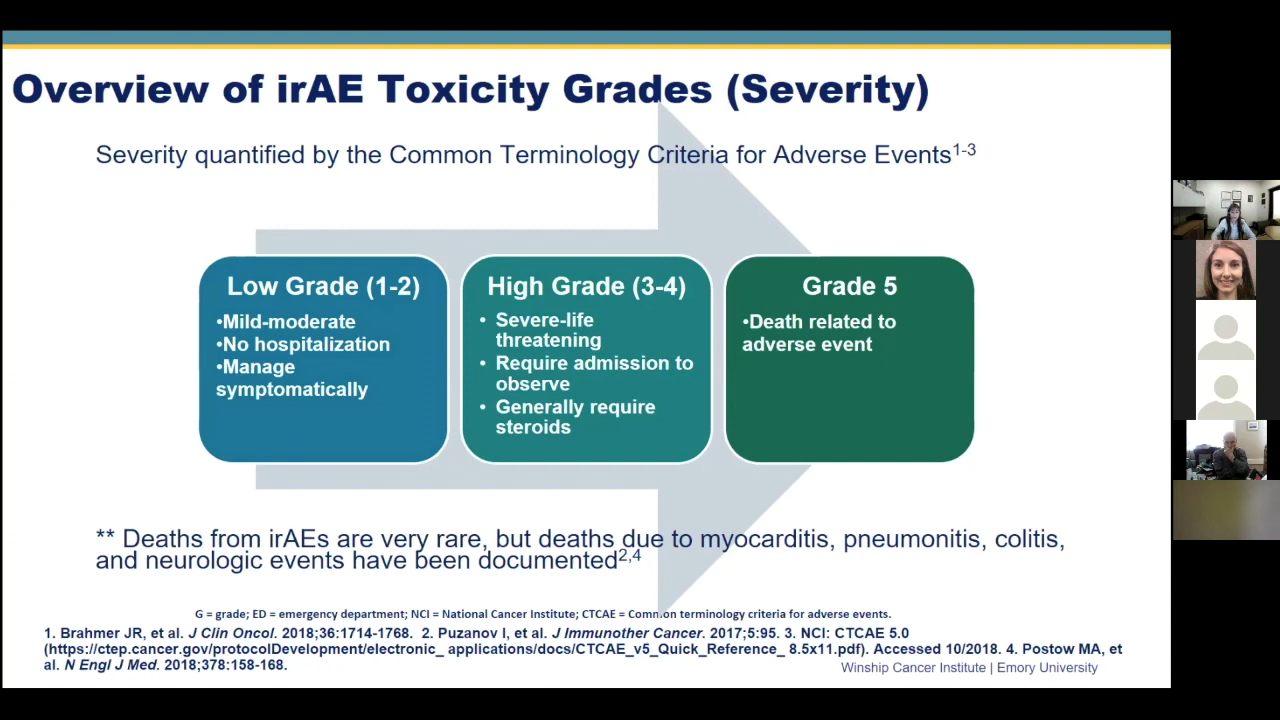 Overview of irAE Toxicity Grades (Severity)
Severity quantified by the Common Terminology Criteria for Adverse Events1-3
Low Grade (1-2)
•Mild-moderate
•No hospitalization
•Manage
symptomatically
High Grade (3-4)
• Severe-life
threatening
• Require admission to
observe
• Generally require
steroids
Grade 5
•Death related to
adverse event
** Deaths from irAEs are very rare, but deaths due to myocarditis, pneumonitis, colitis,
and neurologic events have been documented2,4
G = grade; ED = emergency department; NCI = National Cancer Institute; CTCAE = Common terminology criteria for adverse events.
1. Brahmer JR, et al. J Clin Oncol. 2018;36:1714-1768. 2. Puzanov I, et al. J Immunother Cancer. 2017;5:95. 3. NCI: CTCAE 5.0
(https://ctep.cancer.gov/protocolDevelopment/electronic_ applications/docs/CTCAE_v5_Quick_Reference_ 8.5x11.pdf). Accessed 10/2018. 4. Postow MA, et
al. N Engl J Med. 2018;378:158-168.
Winship Cancer Institute | Emory University